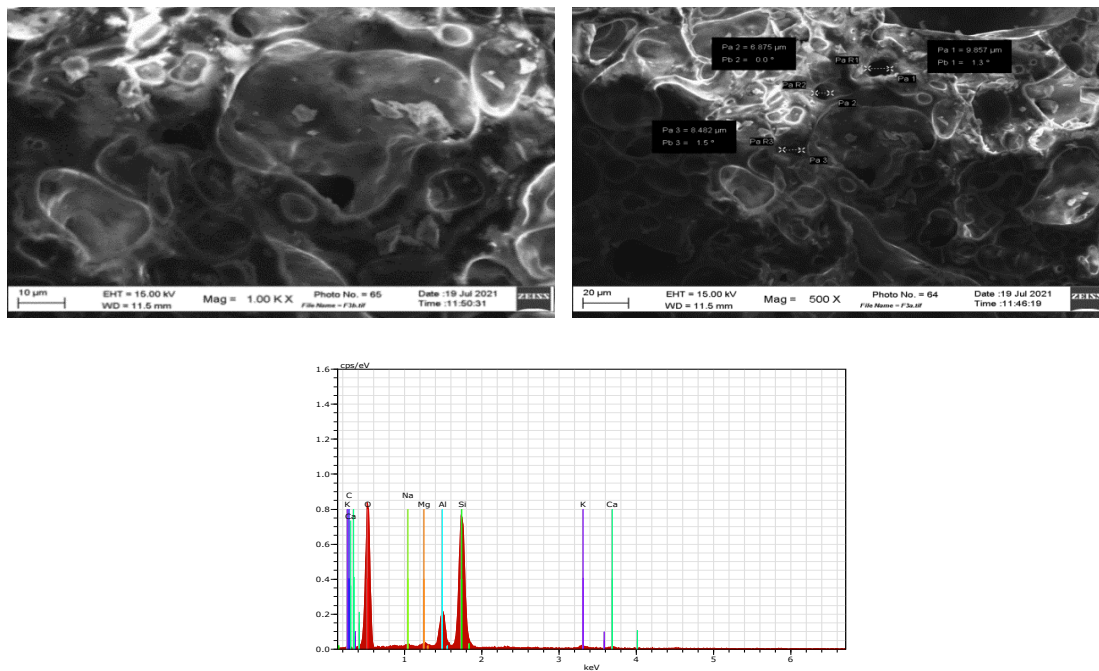 10 µm
EHT = 15.00 kV
WD = 11.5 mm
Mag = 1.00 K X
Photo No. = 65
File Name = F3b.tif
Date :19 Jul 2021
Time :11:50:31
ZEISS
Pa 2 = 6.875 µm
Pb 2 = 0.0 °
Pa R1
Pa 1
Pa 1 = 9.857 µm
Pb 1 = 1.3 °
Pa R2
Pa 2
Pa 3 = 8.482 µm
Pb 3 = 1.5 °
Pa R3
Pa 3
20 µm
EHT = 15.00 kV
WD = 11.5 mm
Mag = 500 X
Photo No. = 64
File Name = F3a.tif
Date :19 Jul 2021
Time :11:46:19
ZEISS
cps/eV
1.6
1.4
1.2
1.0
0.8
0.6
0.4
0.2
0.0
C
K
Ca
O
Na
Mg
Al
Si
K
Ca
1 2 3 4 5 6
keV